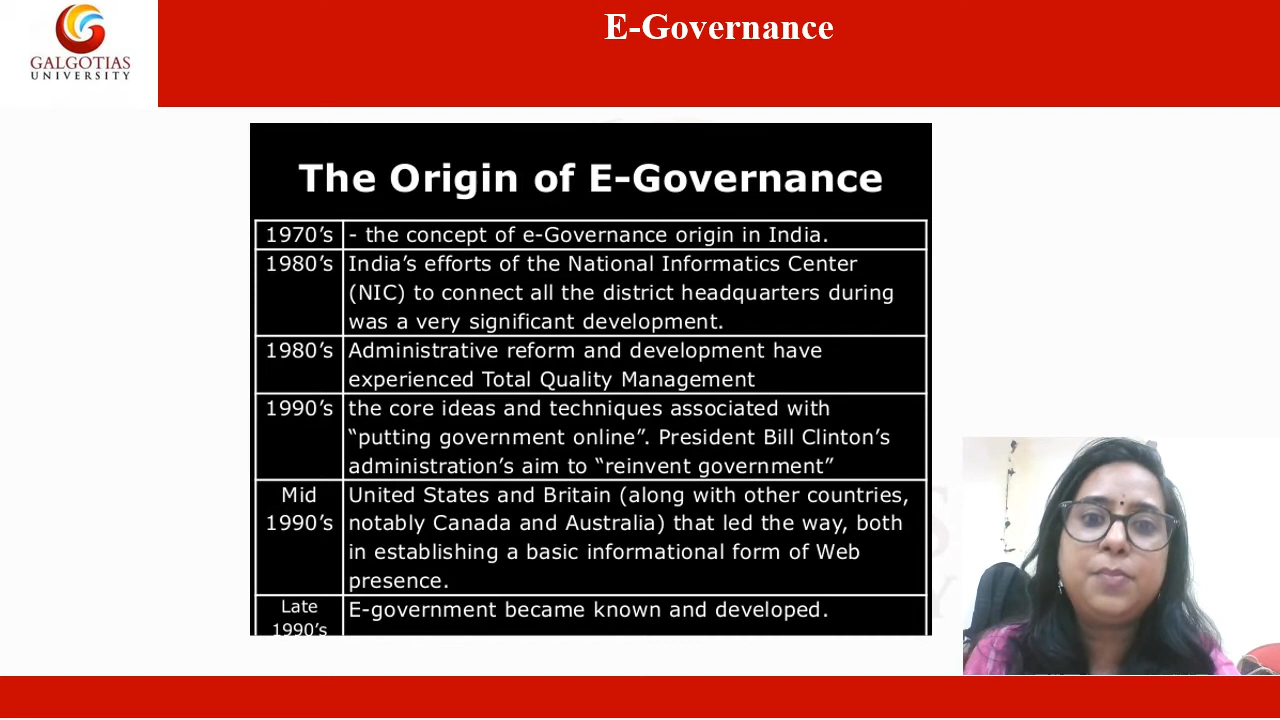 E-Governance
GALGOTIAS
UNIVERSITY
The Origin of E-Governance
1970's - the concept of e-Governance origin in India.
1980's India's efforts of the National Informatics Center
(NIC) to connect all the district headquarters during
was a very significant development.
1980's Administrative reform and development have
experienced Total Quality Management
1990's the core ideas and techniques associated with
“putting government online”. President Bill Clinton's
administration's aim to “reinvent government”
Mid United States and Britain (along with other countries,
1990's notably Canada and Australia) that led the way, both
in establishing a basic informational form of Web
presence.
Late E-government became known and developed.
1990's